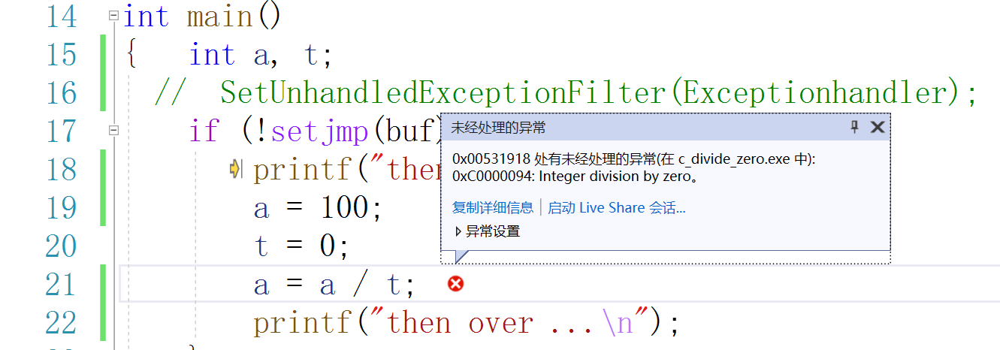 14 int main()
15 { int a, t;
16 // SetUnhandledExceptionFilter(Exceptionhandler);
17 if (!setjmp(buf)
未经处理的异常
18 printf("then
0x00531918 处有未经处理的异常(在 c_divide_zero.exe 中):
0xC0000094: Integer division by zero。
19 a = 100;
复制详细信息 | 启动 Live Share 会话...
异常设置
20 t = 0;
21 a = a / t;
22 printf("then over ...\n");